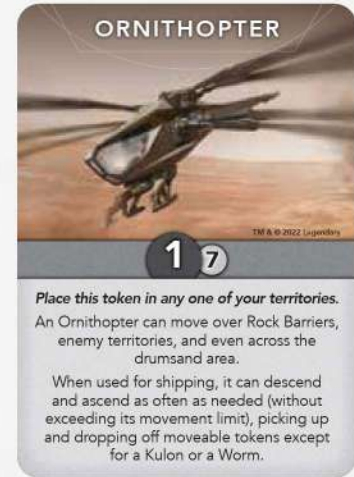 ORNITHOPTER
TM & © 2022 Legendary
1 7
Place this token in any one of your territories.
An Ornithopter can move over Rock Barriers,
enemy territories, and even across the
drumsand area.
When used for shipping, it can descend
and ascend as often as needed (without
exceeding its movement limit), picking up
and dropping off moveable tokens except
for a Kulon or a Worm.